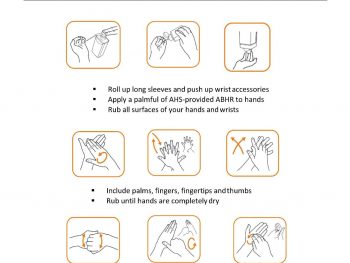 ▪ Roll up long sleeves and push up wrist accessories
▪ Apply a palmful of AHS-provided ABHR to hands
▪ Rub all surfaces of your hands and wrists
▪ Include palms, fingers, fingertips and thumbs
▪ Rub until hands are completely dry